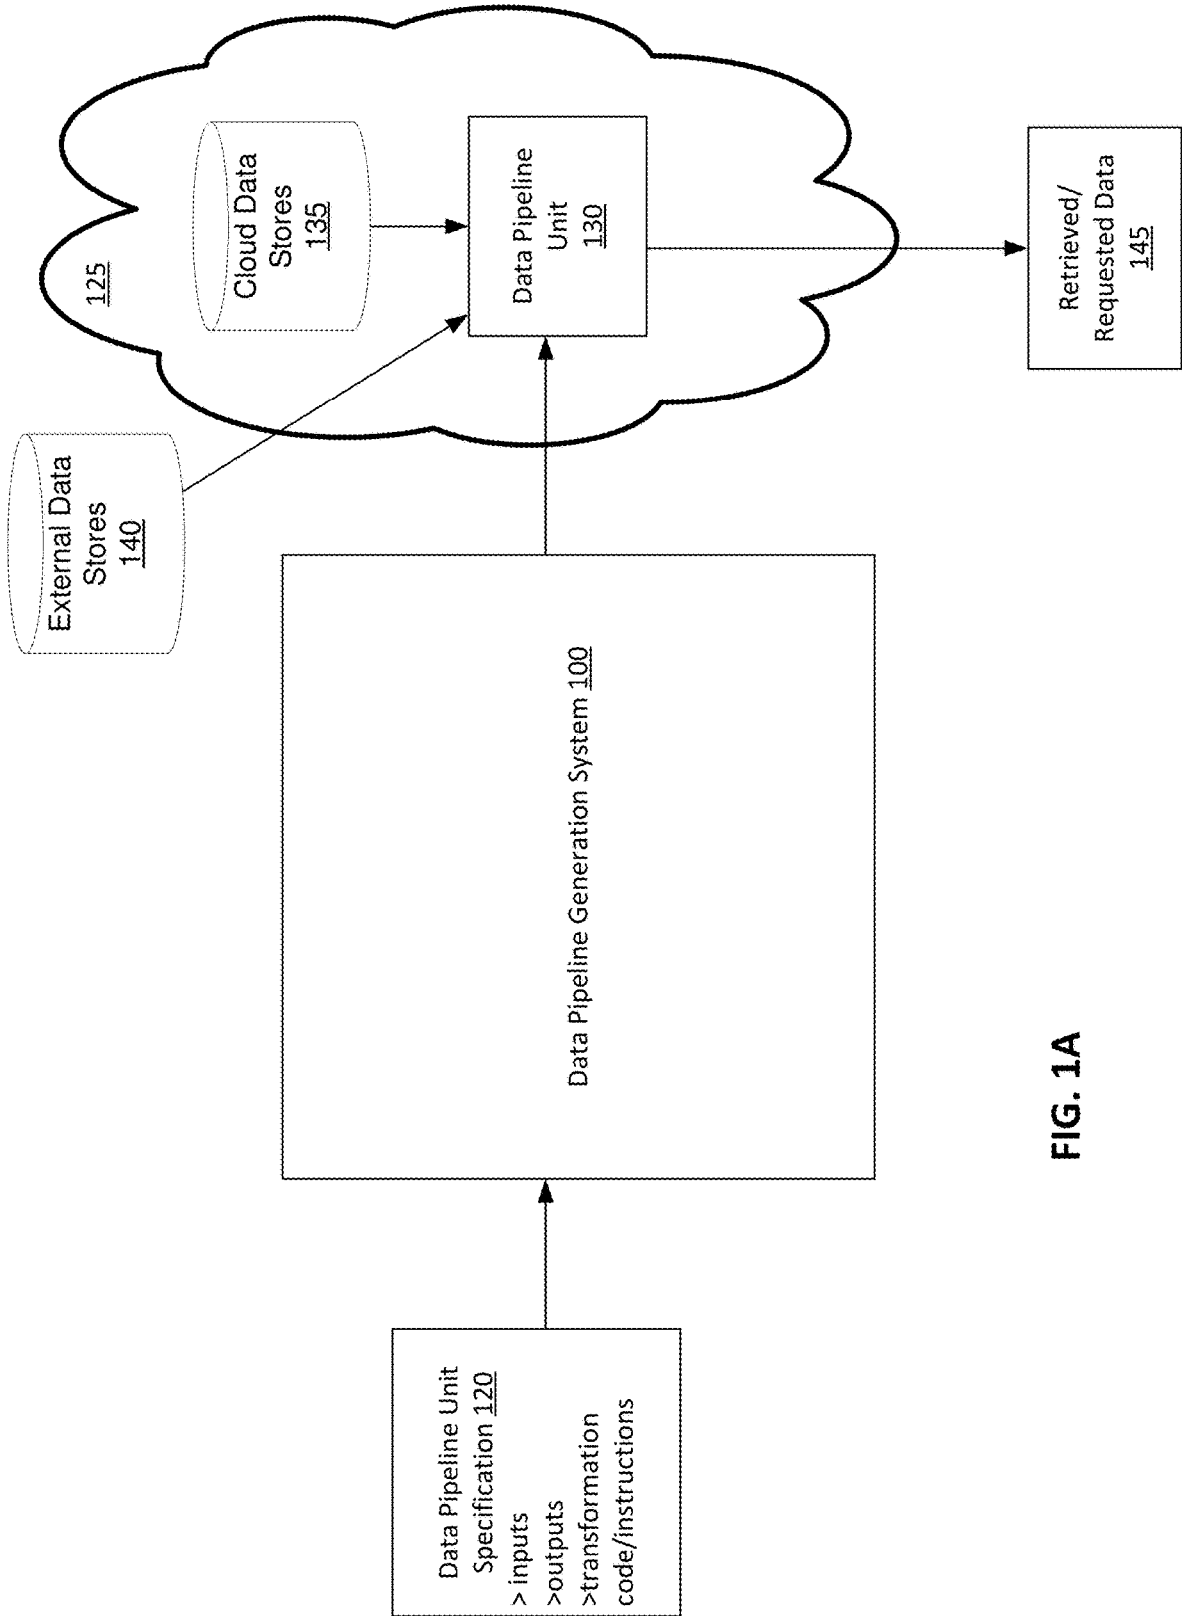 External Data
Stores
140
125
Cloud Data
Stores
135
Data Pipeline Unit
Specification 120
> inputs
>outputs
>transformation
code/instructions
Data Pipeline Generation System 100
Data Pipeline
Unit
130
Retrieved/
Requested Data
145
FIG. 1A